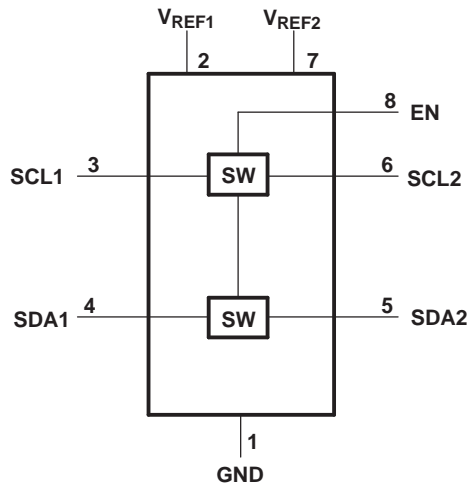 VREF1 VREF2
2 7
8 EN
SCL1 3 SW 6 SCL2
SDA1 4 SW 5 SDA2
1
GND